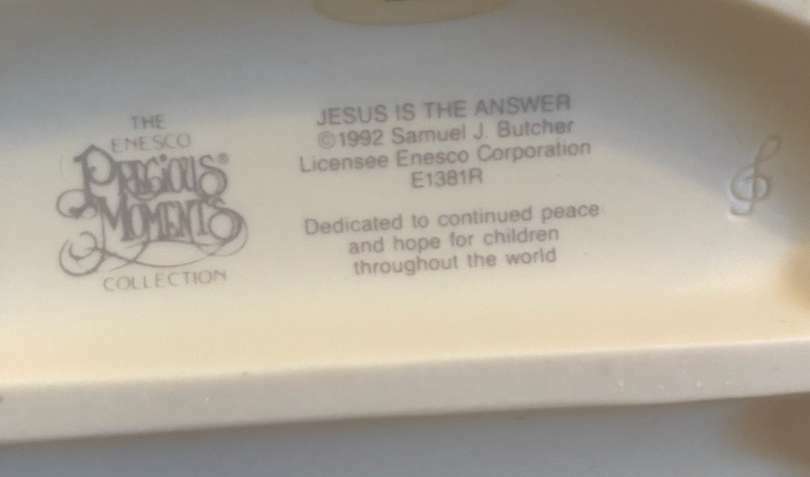 THE
ENESCO
PRECIOUS®
MOMENTS
COLLECTION
JESUS IS THE ANSWER
©1992 Samuel J. Butcher
Licensee Enesco Corporation
E1381R
Dedicated to continued peace
and hope for children
throughout the world